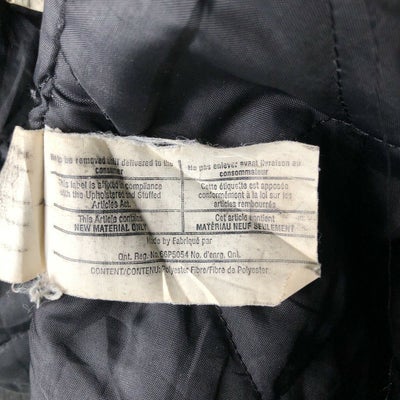 to be removed until delivered to the
consumer
Ne pas enlever avant livraison au
consommateur
This label is affixed in compliance
with the Upholstered and Stuffed
Articles Act.
Cette étiquette est apposée
conformément à la loi sur les
articles rembourrés
This Article contains
NEW MATERIAL ONLY
Cet article contient
MATÉRIAU NEUF SEULEMENT
Made by Fabriqué par
Ont. Reg. No. 5054 No. d'enrg. Ont.
CONTENT/CONTENU: Polyester Fibre/Fibre de Polyester